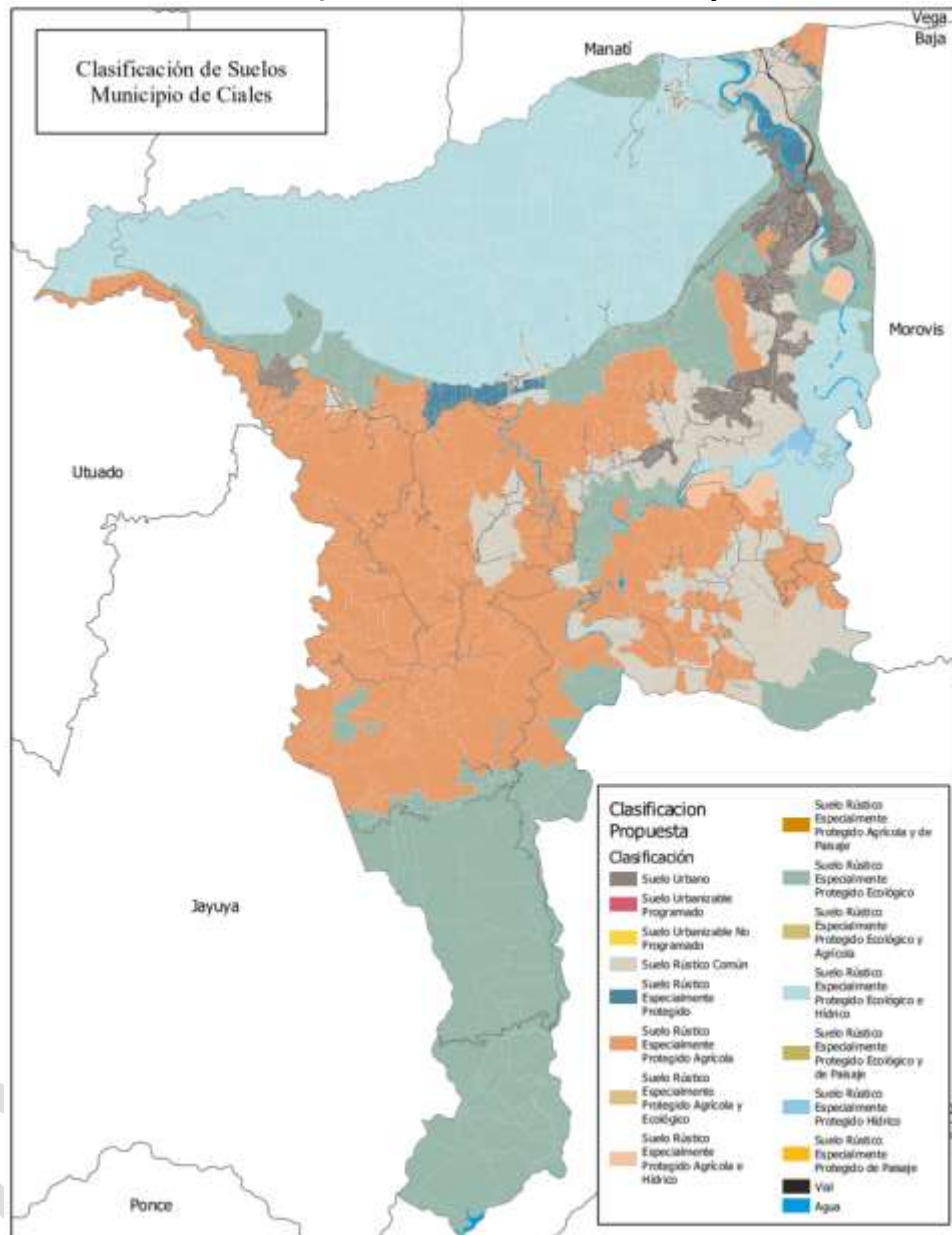 Clasificación de Suelos
Municipio de Ciales
Manatí
Vega
Baja
Morovis
Utuado
Jayuya
Ponce
Clasificacion
Propuesta
Clasificación
Suelo Urbano
Suelo Urbanizable
Programado
Suelo Urbanizable No
Programado
Suelo Rústico Común
Suelo Rústico
Especialmente
Protegido
Suelo Rústico
Especialmente
Protegido Agrícola
Suelo Rústico
Especialmente
Protegido Agrícola y
Ecológico
Suelo Rústico
Especialmente
Protegido Agrícola e
Hídrico
Suelo Rústico
Especialmente
Protegido Agrícola y de
Paisaje
Suelo Rústico
Especialmente
Protegido Ecológico
Suelo Rústico
Especialmente
Protegido Ecológico y
Agrícola
Suelo Rústico
Especialmente
Protegido Ecológico e
Hídrico
Suelo Rústico
Especialmente
Protegido Ecológico y
de Paisaje
Suelo Rústico
Especialmente
Protegido Hídrico
Suelo Rústico
Especialmente
Protegido de Paisaje
Vial
Agua